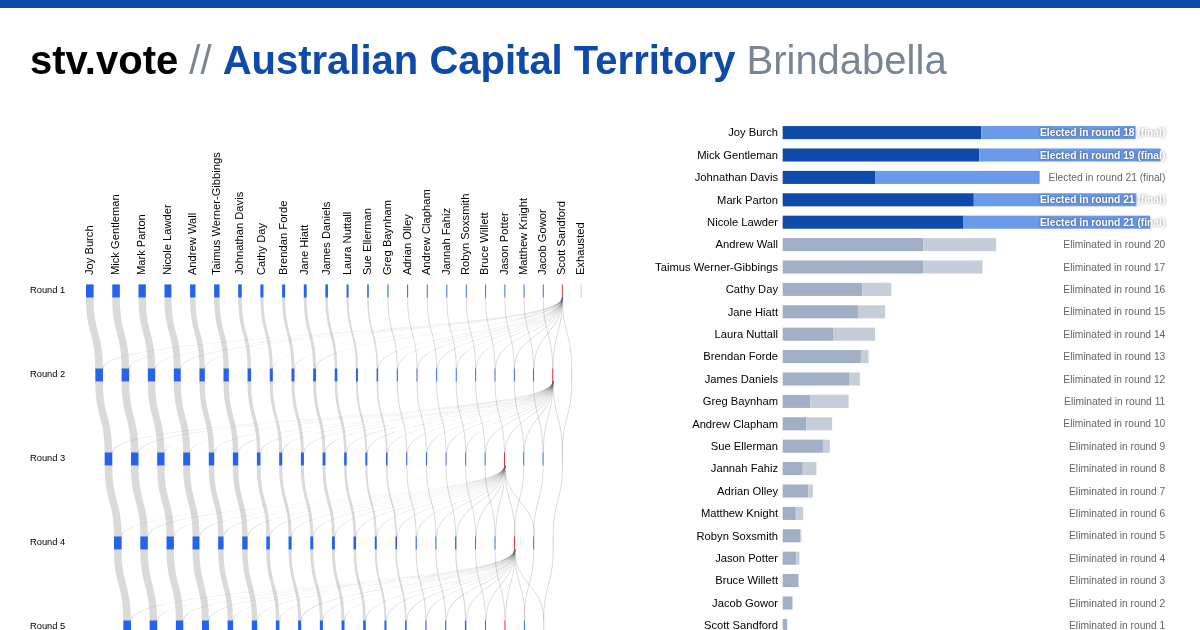 stv.vote // Australian Capital Territory Brindabella
Joy Burch
Mick Gentleman
Mark Parton
Nicole Lawder
Andrew Wall
Taimus Werner-Gibbings
Johnathan Davis
Cathy Day
Brendan Forde
Jane Hiatt
James Daniels
Laura Nuttall
Sue Ellerman
Greg Baynham
Adrian Olley
Andrew Clapham
Jannah Fahiz
Robyn Soxsmith
Bruce Willett
Jason Potter
Matthew Knight
Jacob Gowor
Scott Sandford
Exhausted
Round 1
Round 2
Round 3
Round 4
Round 5
Joy Burch Elected in round 18 (final)
Mick Gentleman Elected in round 19 (final)
Johnathan Davis Elected in round 21 (final)
Mark Parton Elected in round 21 (final)
Nicole Lawder Elected in round 21 (final)
Andrew Wall Eliminated in round 20
Taimus Werner-Gibbings Eliminated in round 17
Cathy Day Eliminated in round 16
Jane Hiatt Eliminated in round 15
Laura Nuttall Eliminated in round 14
Brendan Forde Eliminated in round 13
James Daniels Eliminated in round 12
Greg Baynham Eliminated in round 11
Andrew Clapham Eliminated in round 10
Sue Ellerman Eliminated in round 9
Jannah Fahiz Eliminated in round 8
Adrian Olley Eliminated in round 7
Matthew Knight Eliminated in round 6
Robyn Soxsmith Eliminated in round 5
Jason Potter Eliminated in round 4
Bruce Willett Eliminated in round 3
Jacob Gowor Eliminated in round 2
Scott Sandford Eliminated in round 1